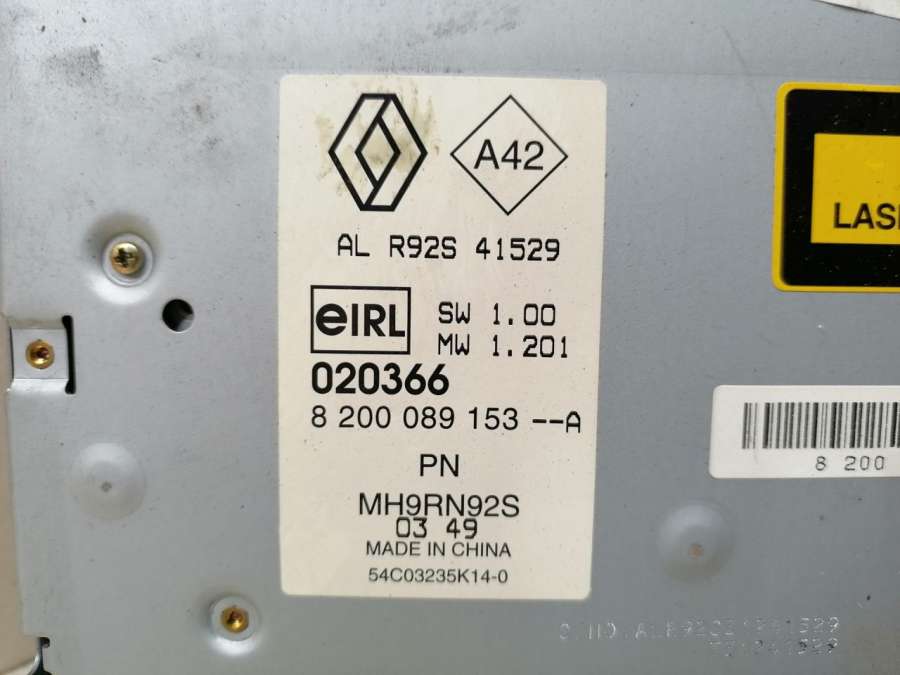 A42
AL R92S 41529
eIRL
SW 1.00
MW 1.201
020366
8 200 089 153 --A
PN
MH9RN92S
03 49
MADE IN CHINA
54C03235K14-0
8 200